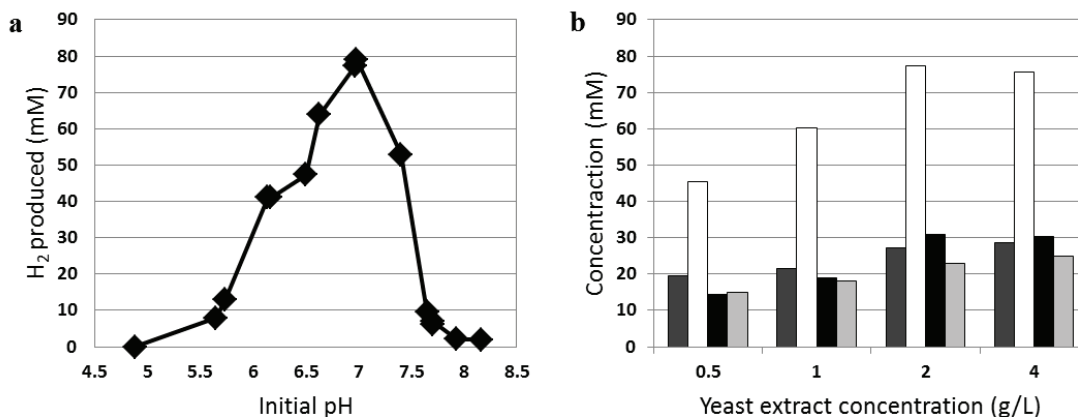 a
H2 produced (mM)
90
80
70
60
50
40
30
20
10
0
4.5 5 5.5 6 6.5 7 7.5 8 8.5
Initial pH
b
Concentraction (mM)
90
80
70
60
50
40
30
20
10
0
0.5 1 2 4
Yeast extract concentration (g/L)